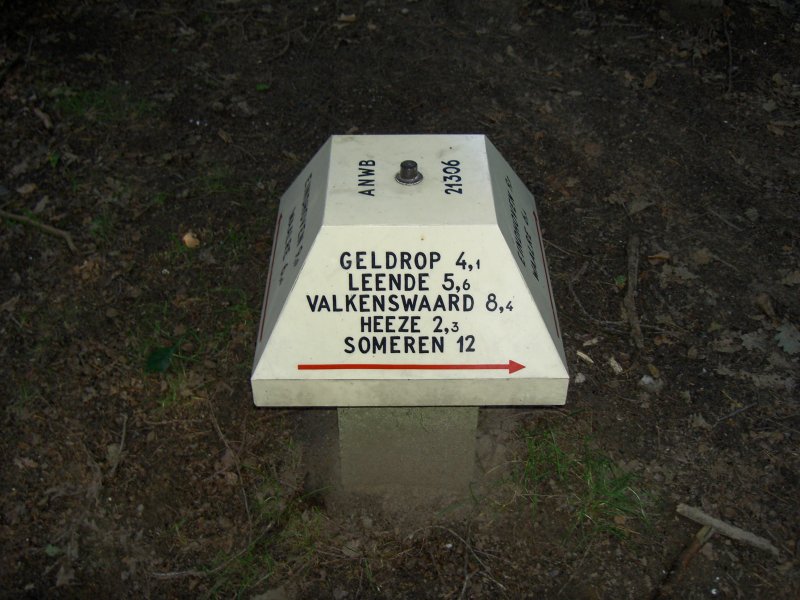 ANWB
21306
GELDROP 4,1
LEENDE 5,6
VALKENSWAARD 8,4
HEEZE 2,3
SOMEREN 12